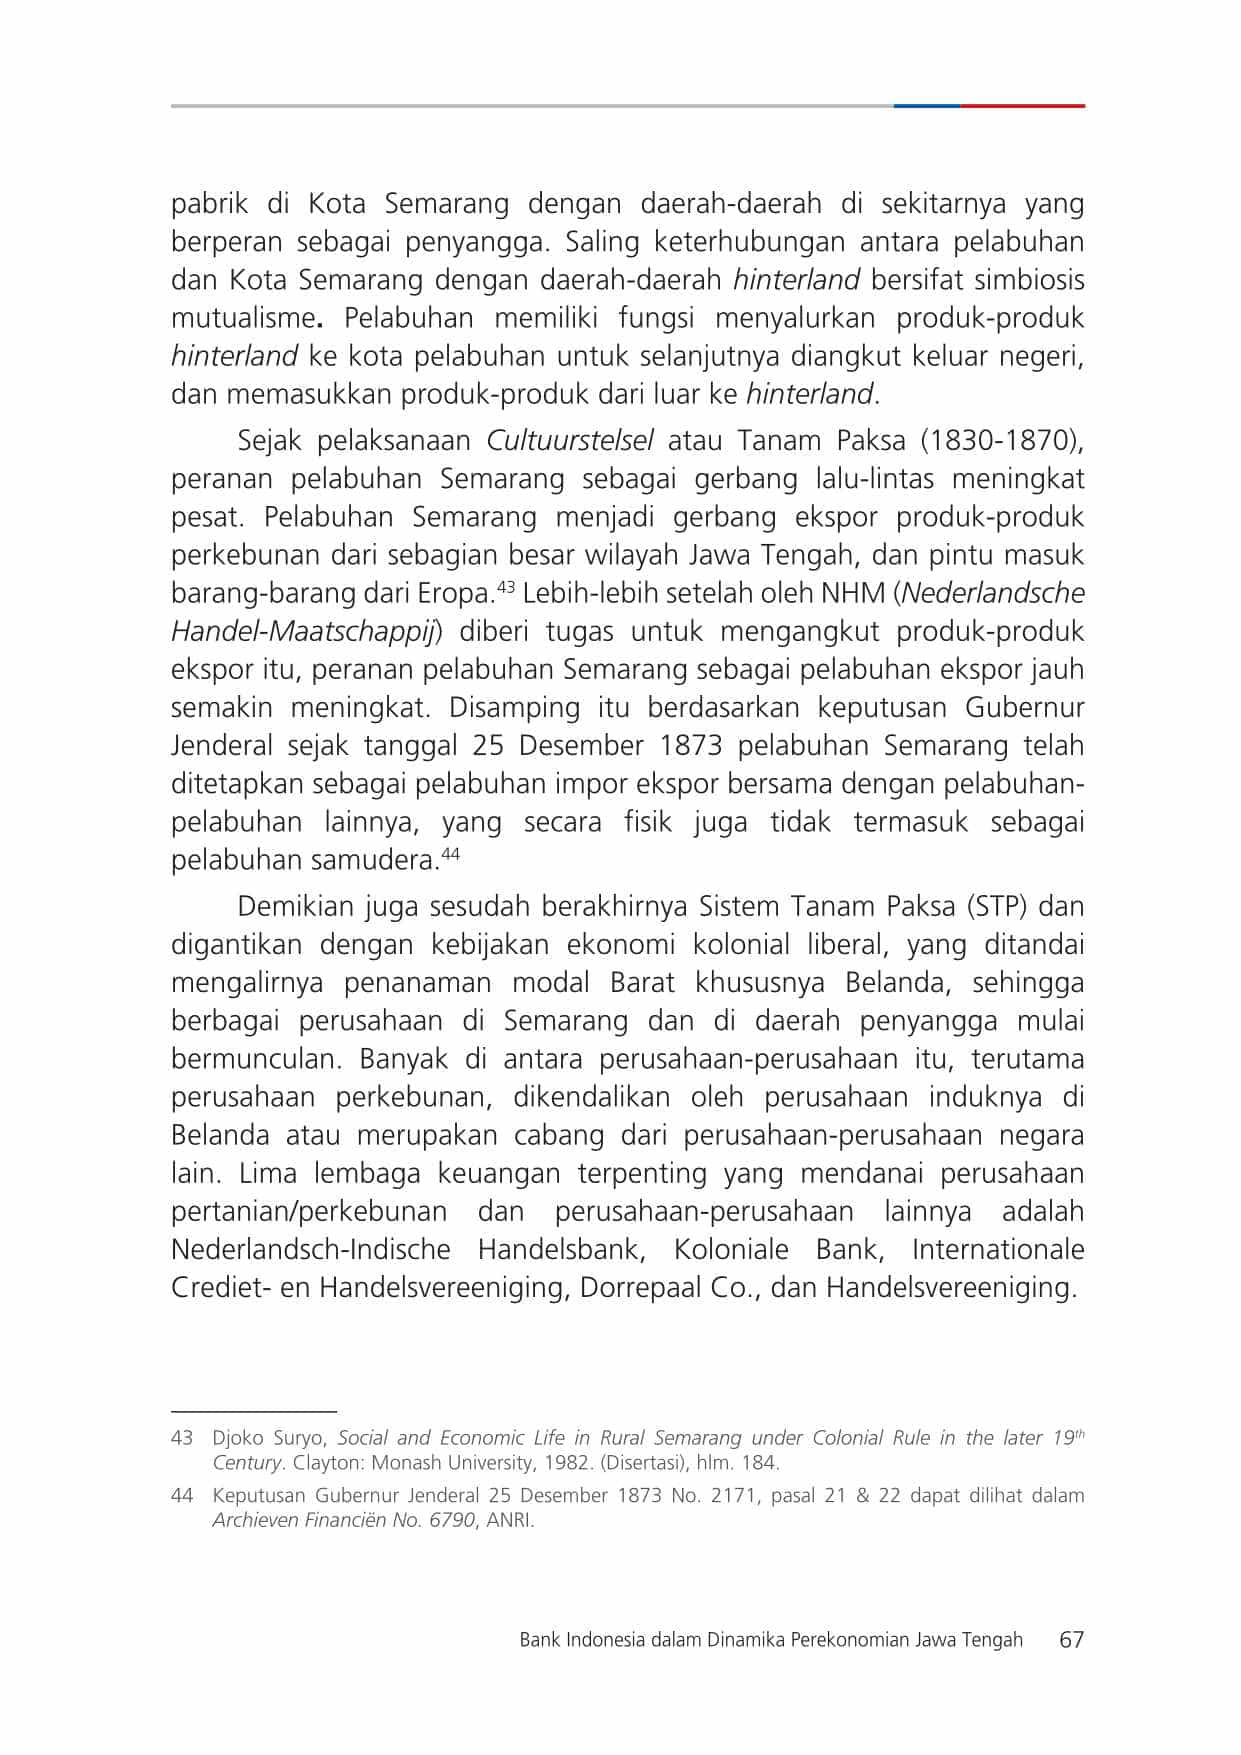 pabrik di Kota Semarang dengan daerah-daerah di sekitarnya yang
berperan sebagai penyangga. Saling keterhubungan antara pelabuhan
dan Kota Semarang dengan daerah-daerah hinterland bersifat simbiosis
mutualisme. Pelabuhan memiliki fungsi menyalurkan produk-produk
hinterland ke kota pelabuhan untuk selanjutnya diangkut keluar negeri,
dan memasukkan produk-produk dari luar ke hinterland.
Sejak pelaksanaan Cultuurstelsel atau Tanam Paksa (1830-1870),
peranan pelabuhan Semarang sebagai gerbang lalu-lintas meningkat
pesat. Pelabuhan Semarang menjadi gerbang ekspor produk-produk
perkebunan dari sebagian besar wilayah Jawa Tengah, dan pintu masuk
barang-barang dari Eropa.43 Lebih-lebih setelah oleh NHM (Nederlandsche
Handel-Maatschappij) diberi tugas untuk mengangkut produk-produk
ekspor itu, peranan pelabuhan Semarang sebagai pelabuhan ekspor jauh
semakin meningkat. Disamping itu berdasarkan keputusan Gubernur
Jenderal sejak tanggal 25 Desember 1873 pelabuhan Semarang telah
ditetapkan sebagai pelabuhan impor ekspor bersama dengan pelabuhan-
pelabuhan lainnya, yang secara fisik juga tidak termasuk sebagai
pelabuhan samudera.44
Demikian juga sesudah berakhirnya Sistem Tanam Paksa (STP) dan
digantikan dengan kebijakan ekonomi kolonial liberal, yang ditandai
mengalirnya penanaman modal Barat khususnya Belanda, sehingga
berbagai perusahaan di Semarang dan di daerah penyangga mulai
bermunculan. Banyak di antara perusahaan-perusahaan itu, terutama
perusahaan perkebunan, dikendalikan oleh perusahaan induknya di
Belanda atau merupakan cabang dari perusahaan-perusahaan negara
lain. Lima lembaga keuangan terpenting yang mendanai perusahaan
pertanian/perkebunan dan perusahaan-perusahaan lainnya adalah
Nederlandsch-Indische Handelsbank, Koloniale Bank, Internationale
Crediet- en Handelsvereeniging, Dorrepaal Co., dan Handelsvereeniging.
43 Djoko Suryo, Social and Economic Life in Rural Semarang under Colonial Rule in the later 19th
Century. Clayton: Monash University, 1982. (Disertasi), hlm. 184.
44 Keputusan Gubernur Jenderal 25 Desember 1873 No. 2171, pasal 21 & 22 dapat dilihat dalam
Archieven Financiën No. 6790, ANRI.
Bank Indonesia dalam Dinamika Perekonomian Jawa Tengah 67